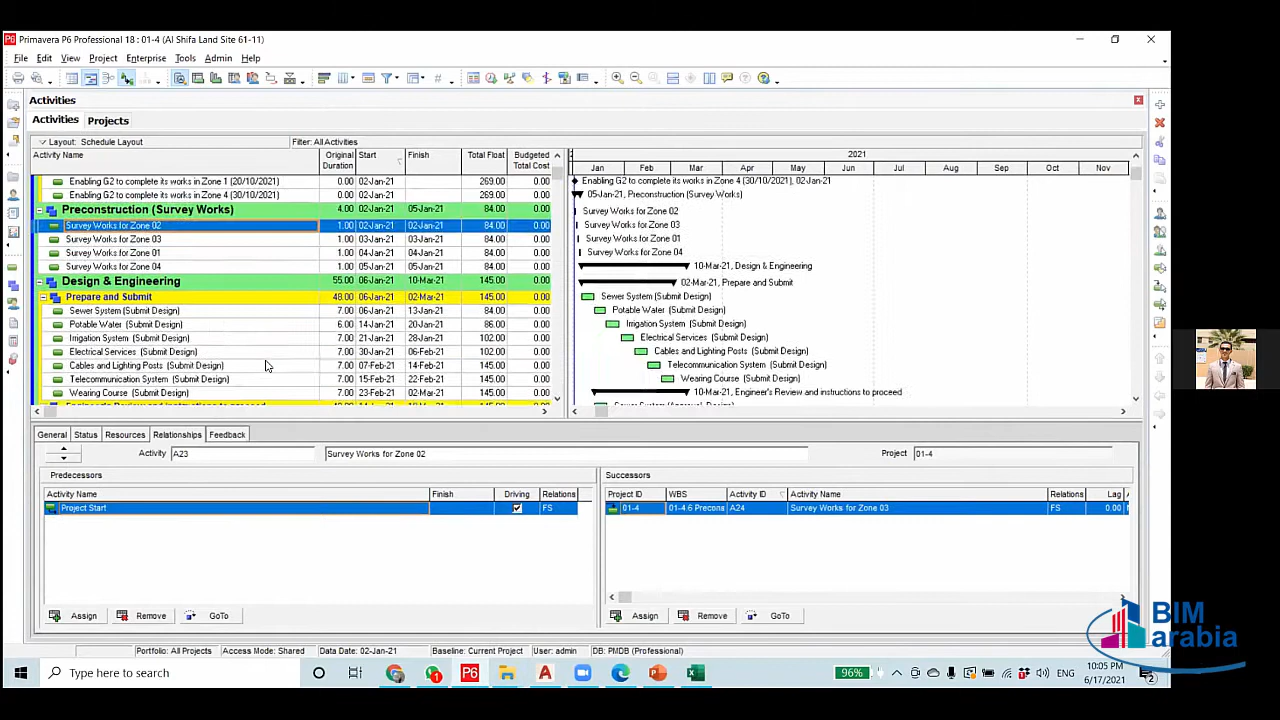 Primavera P6 Professional 18 : 01-4 (Al Shifa Land Site 61-11)
File Edit View Project Enterprise Tools Admin Help
Activities
Activities Projects
Layout: Schedule Layout Filter: All Activities
Activity Name Original Duration Start Finish Total Float Budgeted Total Cost
2021
Jan Feb Mar Apr May Jun Jul Aug Sep Oct Nov
Enabling G2 to complete its works in Zone 1 (20/10/2021) 0.00 02-Jan-21 269.00 0.00
Enabling G2 to complete its works in Zone 4 (30/10/2021) 0.00 02-Jan-21 269.00 0.00
Preconstruction (Survey Works) 4.00 02-Jan-21 05-Jan-21 84.00 0.00
Survey Works for Zone 02 1.00 02-Jan-21 02-Jan-21 84.00 0.00
Survey Works for Zone 03 1.00 03-Jan-21 03-Jan-21 84.00 0.00
Survey Works for Zone 01 1.00 04-Jan-21 04-Jan-21 84.00 0.00
Survey Works for Zone 04 1.00 05-Jan-21 05-Jan-21 84.00 0.00
Design & Engineering 55.00 06-Jan-21 10-Mar-21 145.00 0.00
Prepare and Submit 48.00 06-Jan-21 02-Mar-21 145.00 0.00
Sewer System (Submit Design) 7.00 06-Jan-21 13-Jan-21 84.00 0.00
Potable Water (Submit Design) 6.00 14-Jan-21 20-Jan-21 86.00 0.00
Irrigation System (Submit Design) 7.00 21-Jan-21 28-Jan-21 102.00 0.00
Electrical Services (Submit Design) 7.00 30-Jan-21 06-Feb-21 102.00 0.00
Cables and Lighting Posts (Submit Design) 7.00 07-Feb-21 14-Feb-21 145.00 0.00
Telecommunication System (Submit Design) 7.00 15-Feb-21 22-Feb-21 145.00 0.00
Wearing Course (Submit Design) 7.00 23-Feb-21 02-Mar-21 145.00 0.00
Enabling G2 to complete its works in Zone 4 (30/10/2021), 02-Jan-21
05-Jan-21, Preconstruction (Survey Works)
Survey Works for Zone 02
Survey Works for Zone 03
Survey Works for Zone 01
Survey Works for Zone 04
10-Mar-21, Design & Engineering
02-Mar-21, Prepare and Submit
Sewer System (Submit Design)
Potable Water (Submit Design)
Irrigation System (Submit Design)
Electrical Services (Submit Design)
Cables and Lighting Posts (Submit Design)
Telecommunication System (Submit Design)
Wearing Course (Submit Design)
10-Mar-21, Engineer's Review and instructions to proceed
General Status Resources Relationships Feedback
Activity A23 Survey Works for Zone 02 Project 01-4
Predecessors
Activity Name Finish Driving Relations
Project Start FS
Assign Remove GoTo
Successors
Project ID WBS Activity ID Activity Name Relations Lag
01-4 01-4.6 Precons A24 Survey Works for Zone 03 FS 0.00
Assign Remove GoTo
BIM
arabia
Portfolio: All Projects Access Mode: Shared Data Date: 02-Jan-21 Baseline: Current Project User: admin DB: PMDB (Professional)
Type here to search 96% ENG 10:05 PM
6/17/2021